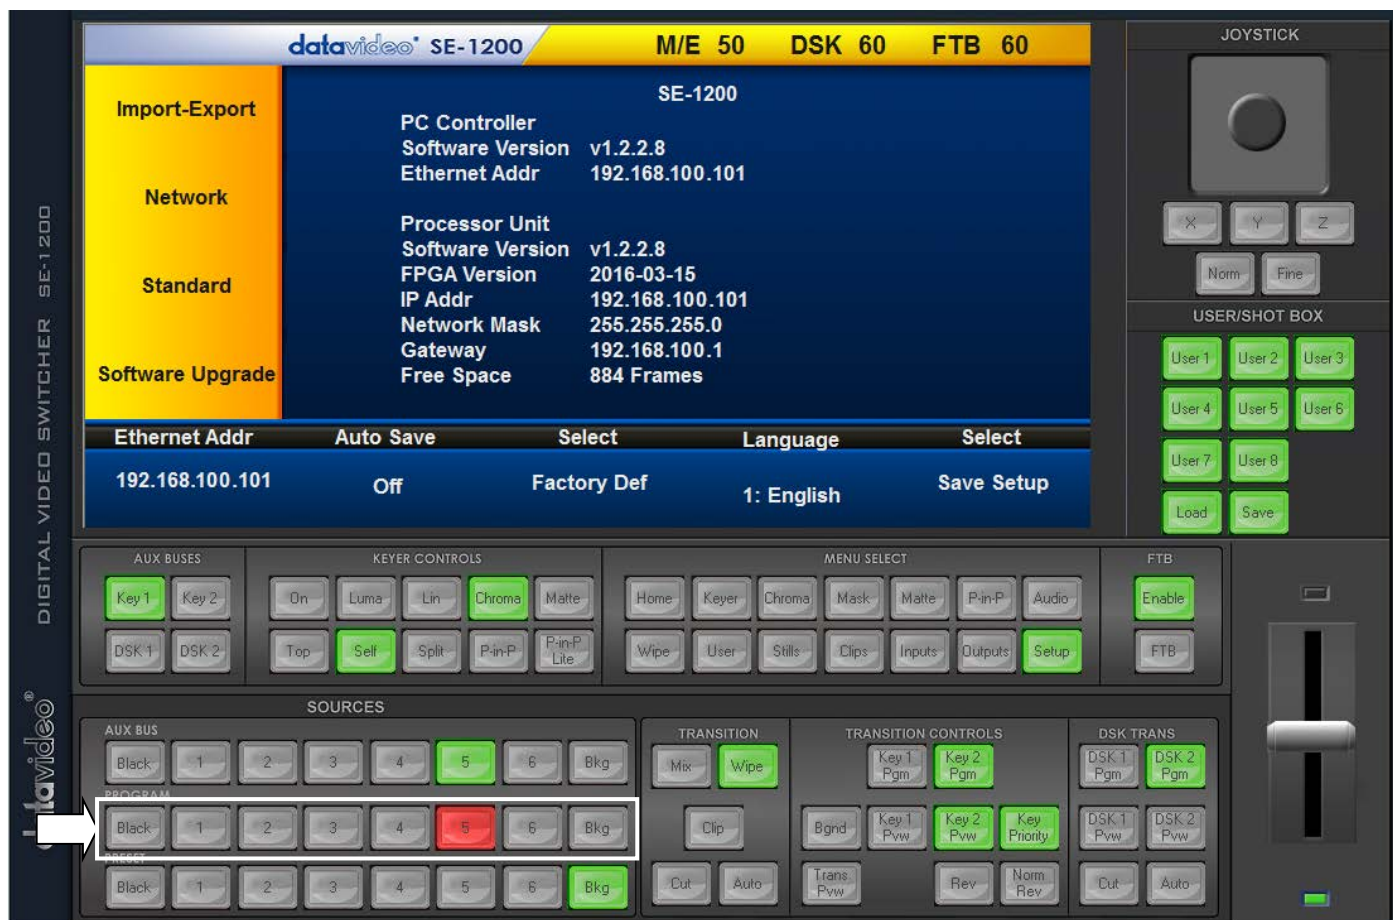 datavideo SE-1200 M/E 50 DSK 60 FTB 60
Import-Export
Network
Standard
Software Upgrade
SE-1200
PC Controller
Software Version v1.2.2.8
Ethernet Addr 192.168.100.101
Processor Unit
Software Version v1.2.2.8
FPGA Version 2016-03-15
IP Addr 192.168.100.101
Network Mask 255.255.255.0
Gateway 192.168.100.1
Free Space 884 Frames
Ethernet Addr Auto Save Select Language Select
192.168.100.101 Off Factory Def 1: English Save Setup
JOYSTICK
X Y Z
Norm Fine
USER/SHOT BOX
User 1 User 2 User 3
User 4 User 5 User 6
User 7 User 8
Load Save
DIGITAL VIDEO SWITCHER SE-1200
datavideo®
AUX BUSES
Key 1 Key 2
DSK 1 DSK 2
KEYER CONTROLS
On Luma Lin Chroma Matte
Top Self Split P-in-P P-in-P Lite
MENU SELECT
Home Keyer Chroma Mask Matte P-in-P Audio
Wipe User Stills Clips Inputs Outputs Setup
FTB
Enable
FTB
SOURCES
AUX BUS
Black 1 2 3 4 5 6 Bkg
PROGRAM
Black 1 2 3 4 5 6 Bkg
PRESET
Black 1 2 3 4 5 6 Bkg
TRANSITION
Mix Wipe
Clip
Cut Auto
TRANSITION CONTROLS
Key 1 Pgm Key 2 Pgm
Bgnd Key 1 Pvw Key 2 Pvw Key Priority
Trans Pvw Rev Norm Rev
DSK TRANS
DSK 1 Pgm DSK 2 Pgm
DSK 1 Pvw DSK 2 Pvw
Cut Auto